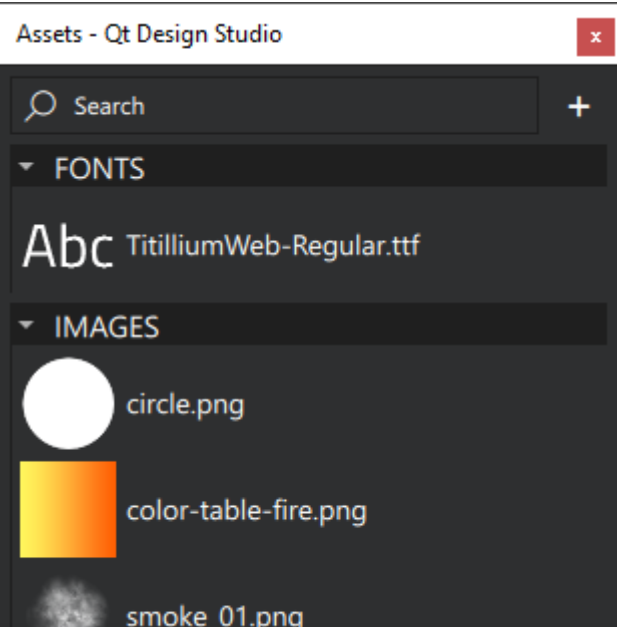 Assets - Qt Design Studio
x
Search
+
FONTS
Abc TitilliumWeb-Regular.ttf
IMAGES
circle.png
color-table-fire.png
smoke_01.png